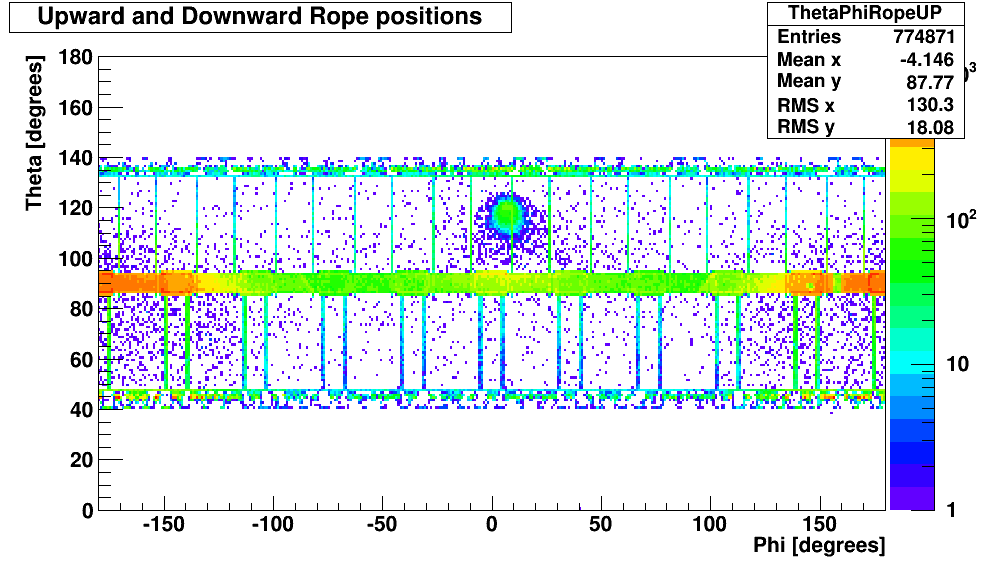 Upward and Downward Rope positions
ThetaPhiRopeUP
Entries 774871
Mean x -4.146
Mean y 87.77
RMS x 130.3
RMS y 18.08
Theta [degrees]
180
160
140
120
100
80
60
40
20
0
-150 -100 -50 0 50 100 150
Phi [degrees]
10²
10
1